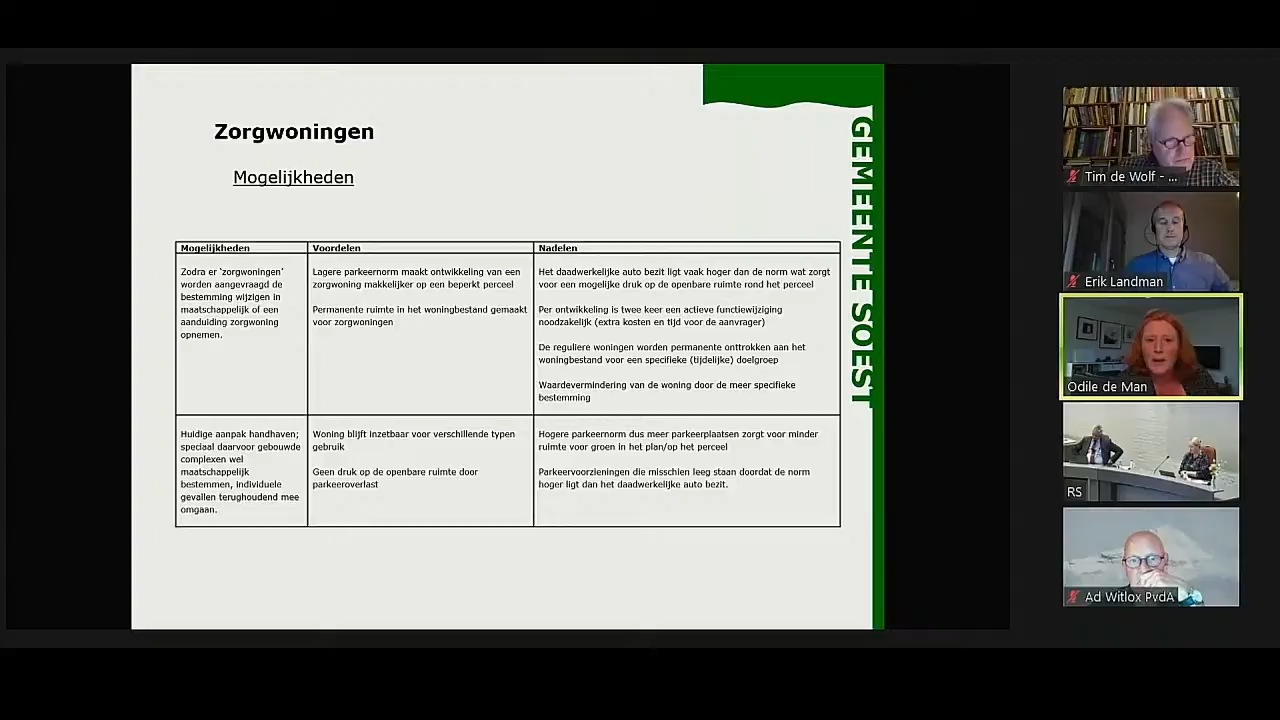 Zorgwoningen
Mogelijkheden
GEMEENTE SOEST
Mogelijkheden
Voordelen
Nadelen
Zodra er ‘zorgwoningen’
worden aangevraagd de
bestemming wijzigen in
maatschappelijk of een
aanduiding zorgwoning
opnemen.
Lagere parkeernorm maakt ontwikkeling van een
zorgwoning makkelijker op een beperkt perceel
Permanente ruimte in het woningbestand gemaakt
voor zorgwoningen
Het daadwerkelijke auto bezit ligt vaak hoger dan de norm wat zorgt
voor een mogelijke druk op de openbare ruimte rond het perceel
Per ontwikkeling is twee keer een actieve functiewijziging
noodzakelijk (extra kosten en tijd voor de aanvrager)
De reguliere woningen worden permanente onttrokken aan het
woningbestand voor een specifieke (tijdelijke) doelgroep
Waardevermindering van de woning door de meer specifieke
bestemming
Huidige aanpak handhaven;
speciaal daarvoor gebouwde
complexen wel
maatschappelijk
bestemmen, individuele
gevallen terughoudend mee
omgaan.
Woning blijft inzetbaar voor verschillende typen
gebruik
Geen druk op de openbare ruimte door
parkeeroverlast
Hogere parkeernorm dus meer parkeerplaatsen zorgt voor minder
ruimte voor groen in het plan/op het perceel
Parkeervoorzieningen die misschien leeg staan doordat de norm
hoger ligt dan het daadwerkelijke auto bezit.
Tim de Wolf - ...
Erik Landman
Odile de Man
RS
Ad Witlox PvdA